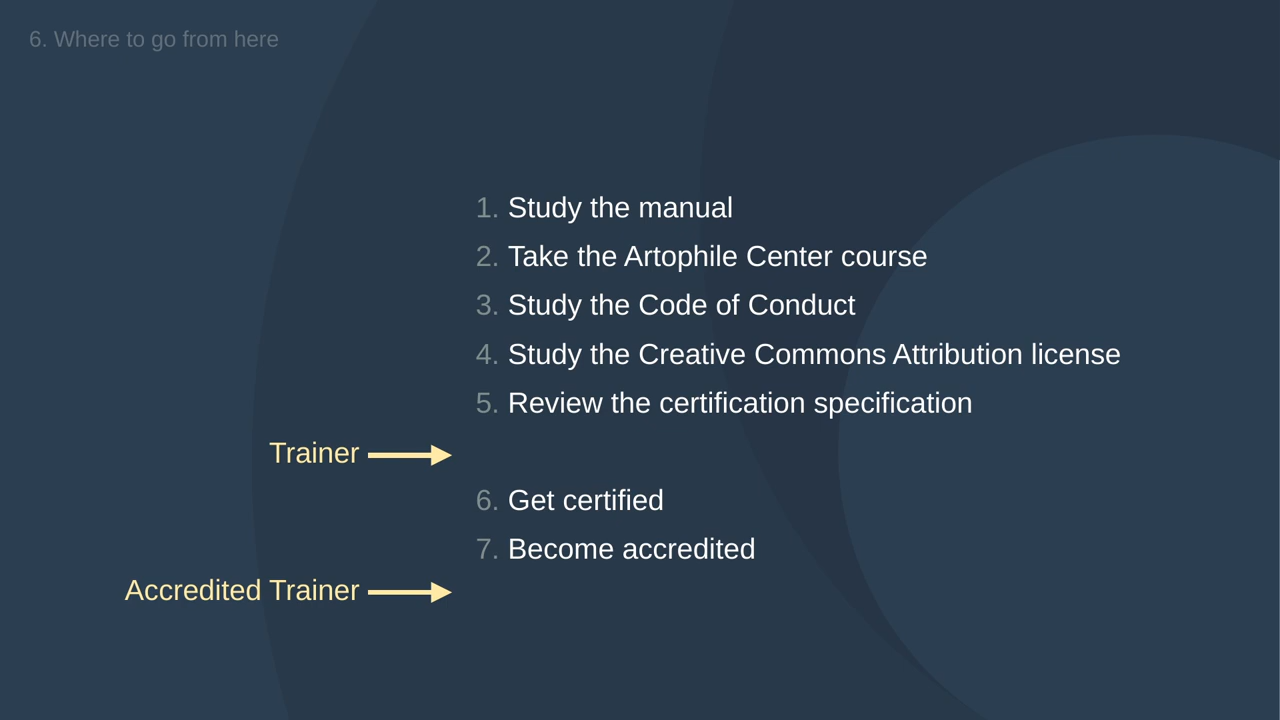 6. Where to go from here
1. Study the manual
2. Take the Artophile Center course
3. Study the Code of Conduct
4. Study the Creative Commons Attribution license
5. Review the certification specification
Trainer
6. Get certified
7. Become accredited
Accredited Trainer